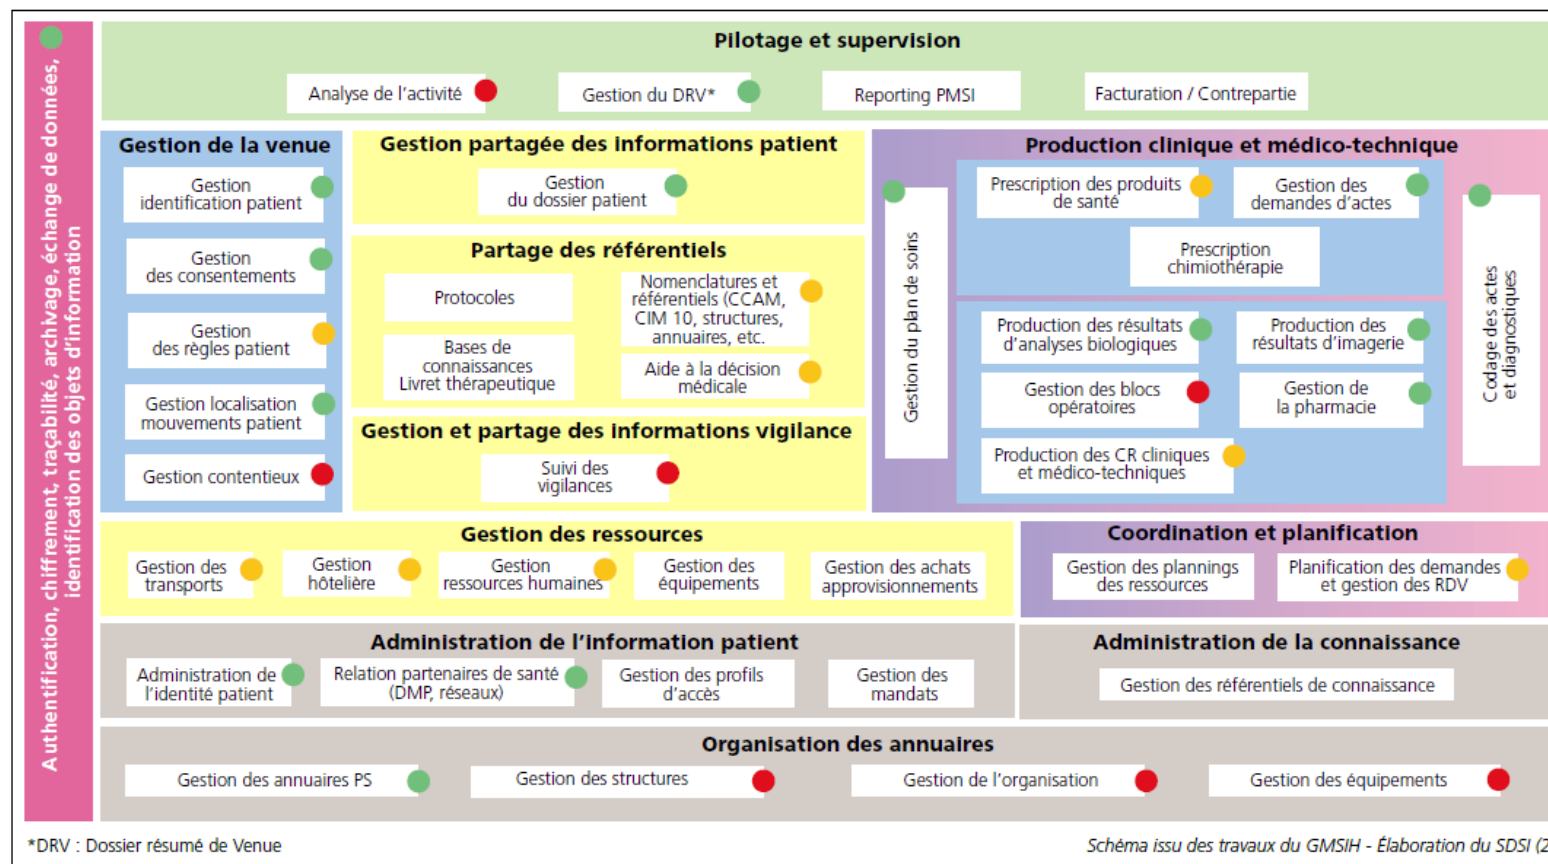 Authentification, chiffrement, traçabilité, archivage, échange de données,
identification des objets d'information
Pilotage et supervision
Analyse de l'activité
Gestion du DRV*
Reporting PMSI
Facturation / Contrepartie
Gestion de la venue
Gestion
identification patient
Gestion
des consentements
Gestion
des règles patient
Gestion localisation
mouvements patient
Gestion contentieux
Gestion partagée des informations patient
Gestion
du dossier patient
Partage des référentiels
Protocoles
Nomenclatures et
référentiels (CCAM,
CIM 10, structures,
annuaires, etc.
Bases de
connaissances
Livret thérapeutique
Aide à la décision
médicale
Gestion et partage des informations vigilance
Suivi des
vigilances
Production clinique et médico-technique
Gestion du plan de soins
Prescription des produits
de santé
Gestion des
demandes d'actes
Prescription
chimiothérapie
Production des résultats
d'analyses biologiques
Production des
résultats d'imagerie
Gestion des blocs
opératoires
Gestion de
la pharmacie
Production des CR cliniques
et médico-techniques
Codage des actes
et diagnostiques
Gestion des ressources
Gestion des
transports
Gestion
hôtelière
Gestion
ressources humaines
Gestion des
équipements
Gestion des achats
approvisionnements
Coordination et planification
Gestion des plannings
des ressources
Planification des demandes
et gestion des RDV
Administration de l'information patient
Administration de
l'identité patient
Relation partenaires de santé
(DMP, réseaux)
Gestion des profils
d'accès
Gestion des
mandats
Administration de la connaissance
Gestion des référentiels de connaissance
Organisation des annuaires
Gestion des annuaires PS
Gestion des structures
Gestion de l'organisation
Gestion des équipements
*DRV : Dossier résumé de Venue
Schéma issu des travaux du GMSIH - Élaboration du SDSI (2